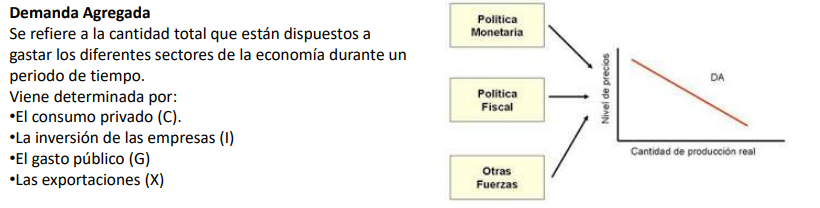 Demanda Agregada
Se refiere a la cantidad total que están dispuestos a
gastar los diferentes sectores de la economía durante un
periodo de tiempo.
Viene determinada por:
•El consumo privado (C).
•La inversión de las empresas (I)
•El gasto público (G)
•Las exportaciones (X)
Política
Monetaria
Política
Fiscal
Otras
Fuerzas
Nivel de precios
DA
Cantidad de producción real